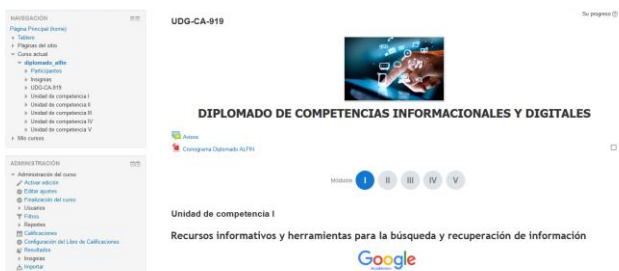 NAVEGACIÓN
Página Principal (home)
Tablero
Páginas del sitio
Curso actual
diplomado_alfin
Participantes
Insignias
UDG-CA-919
Unidad de competencia I
Unidad de competencia II
Unidad de competencia III
Unidad de competencia IV
Unidad de competencia V
Mis cursos
ADMINISTRACIÓN
Administración del curso
Activar edición
Editar ajustes
Finalización del curso
Usuarios
Filtros
Reportes
Calificaciones
Configuración del Libro de Calificaciones
Resultados
Insignias
Importar
Su progreso
UDG-CA-919
DIPLOMADO DE COMPETENCIAS INFORMACIONALES Y DIGITALES
Avisos
Cronograma Diplomado ALFIN
Módulos I II III IV V
Unidad de competencia I
Recursos informativos y herramientas para la búsqueda y recuperación de información
Google